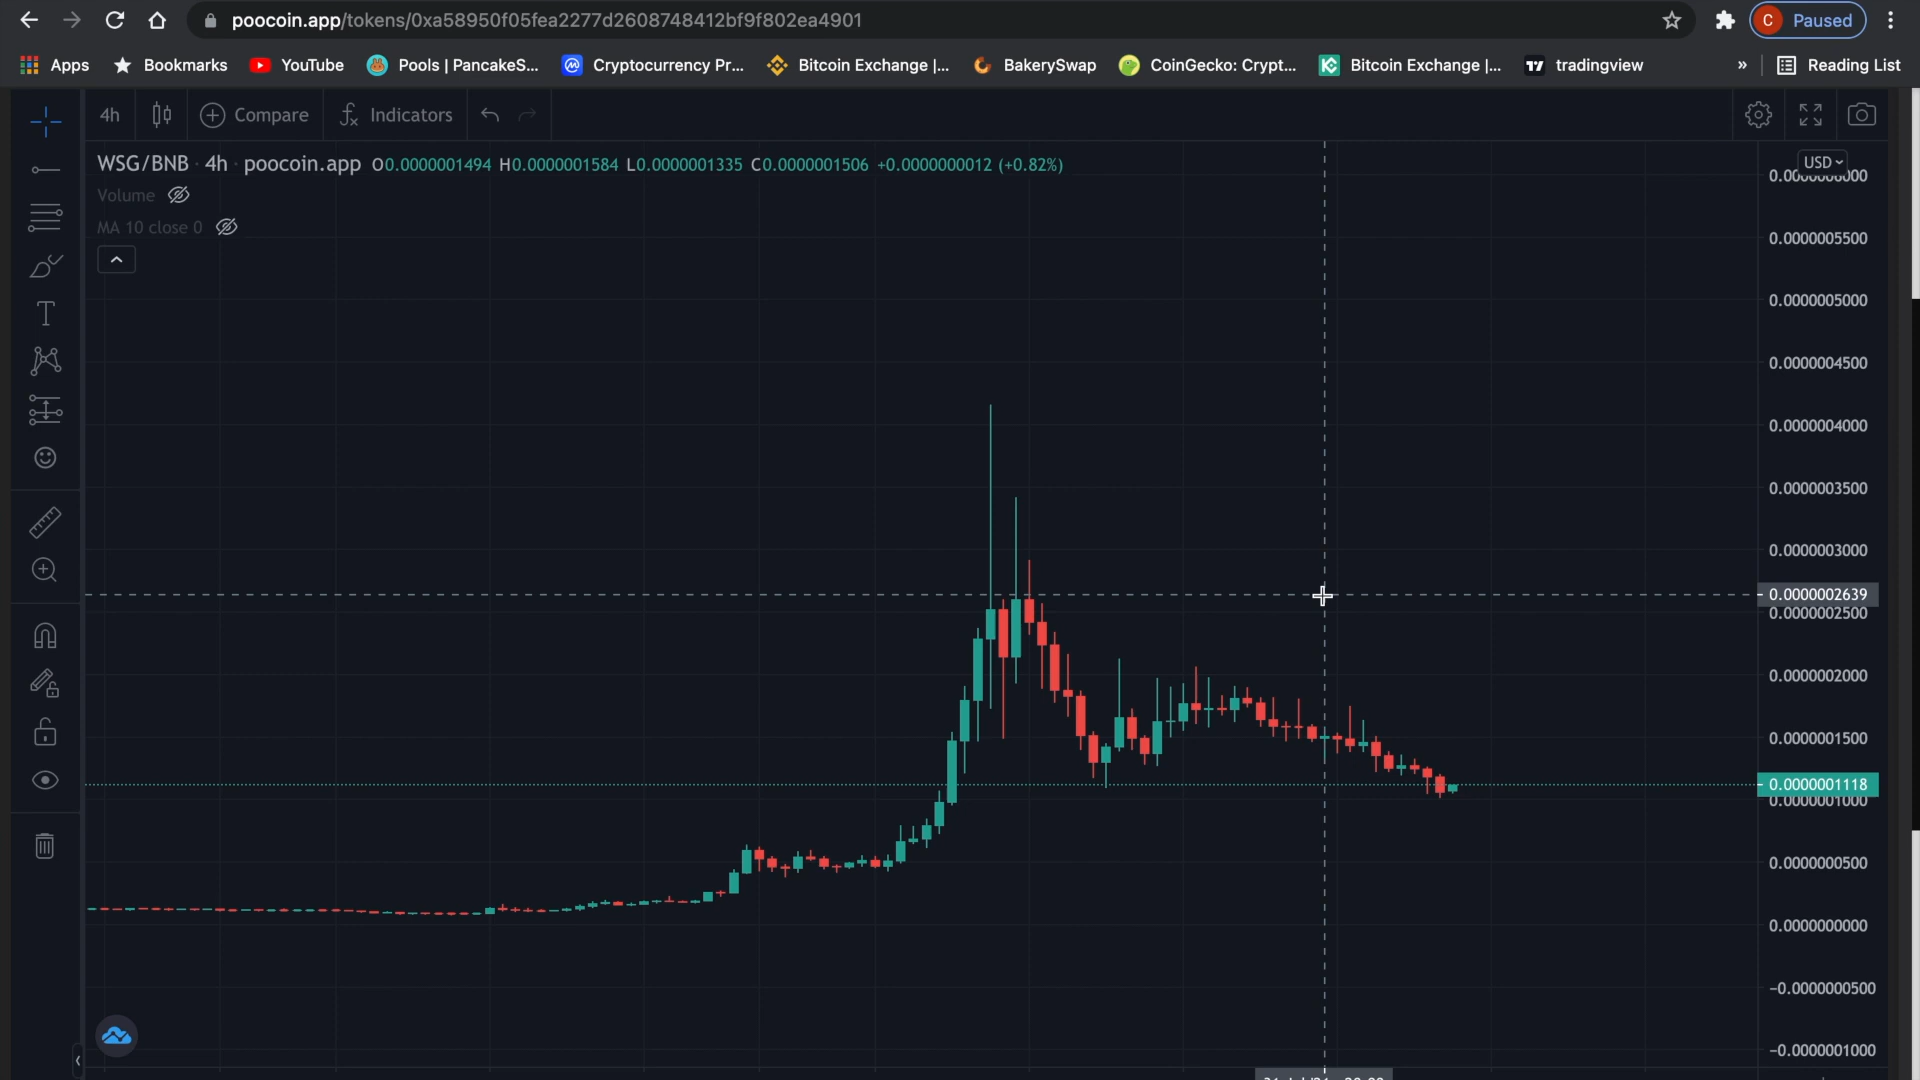 poocoin.app/tokens/0xa58950f05fea2277d2608748412bf9f802ea4901
C Paused
Apps Bookmarks YouTube Pools | PancakeS... Cryptocurrency Pr... Bitcoin Exchange |... BakerySwap CoinGecko: Crypt... Bitcoin Exchange |... tradingview » Reading List
4h Compare Indicators
WSG/BNB · 4h · poocoin.app O0.0000001494 H0.0000001584 L0.0000001335 C0.0000001506 +0.0000000012 (+0.82%)
USD
Volume
MA 10 close 0
0.0000005500
0.0000005000
0.0000004500
0.0000004000
0.0000003500
0.0000003000
0.0000002639
0.0000002500
0.0000002000
0.0000001500
0.0000001118
0.0000001000
0.0000000500
0.0000000000
−0.0000000500
−0.0000001000